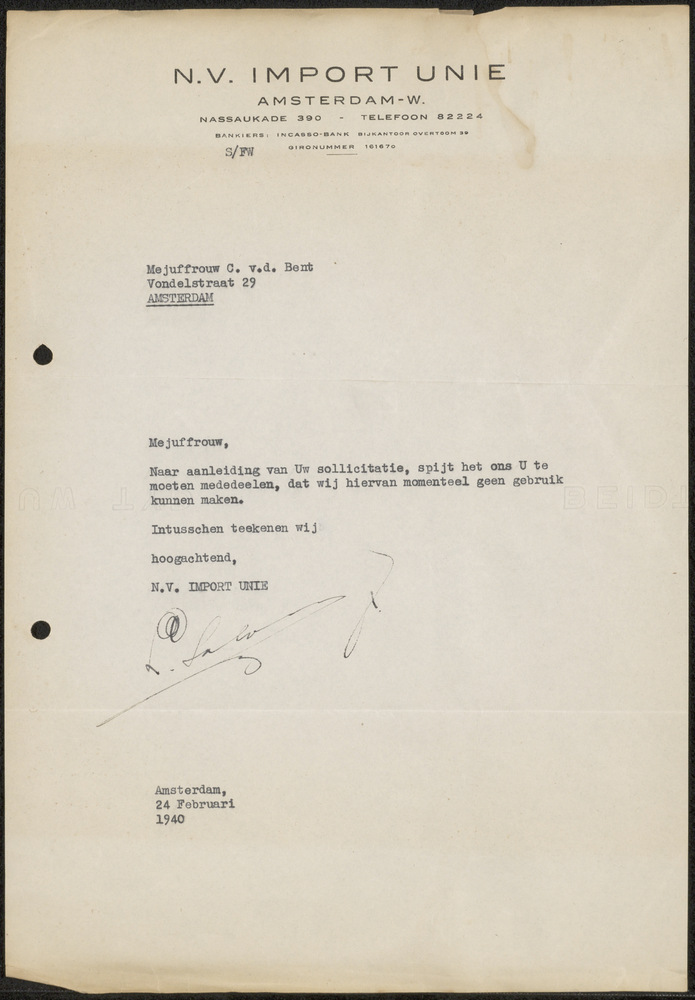 N.V. IMPORT UNIE
AMSTERDAM-W.
NASSAUKADE 390 - TELEFOON 82224
BANKIERS: INCASSO-BANK BIJKANTOOR OVERTOOM 39
S/FW GIRONUMMER 101670
Mejuffrouw C. v.d. Bent
Vondelstraat 29
AMSTERDAM
Mejuffrouw,
Naar aanleiding van Uw sollicitatie, spijt het ons U te
moeten mededeelen, dat wij hiervan momenteel geen gebruik
kunnen maken.
Intusschen teekenen wij
hoogachtend,
N.V. IMPORT UNIE
Amsterdam,
24 Februari
1940